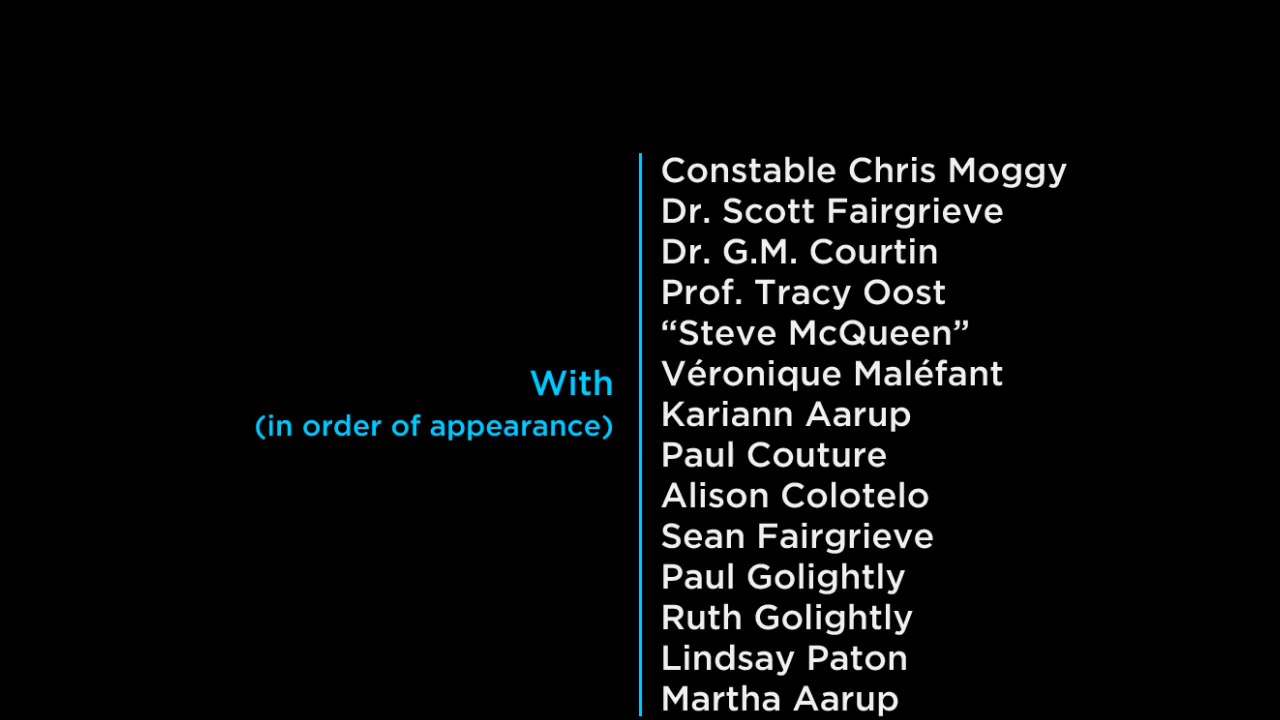 With
(in order of appearance)
Constable Chris Moggy
Dr. Scott Fairgrieve
Dr. G.M. Courtin
Prof. Tracy Oost
“Steve McQueen”
Véronique Maléfant
Kariann Aarup
Paul Couture
Alison Colotelo
Sean Fairgrieve
Paul Golightly
Ruth Golightly
Lindsay Paton
Martha Aarup